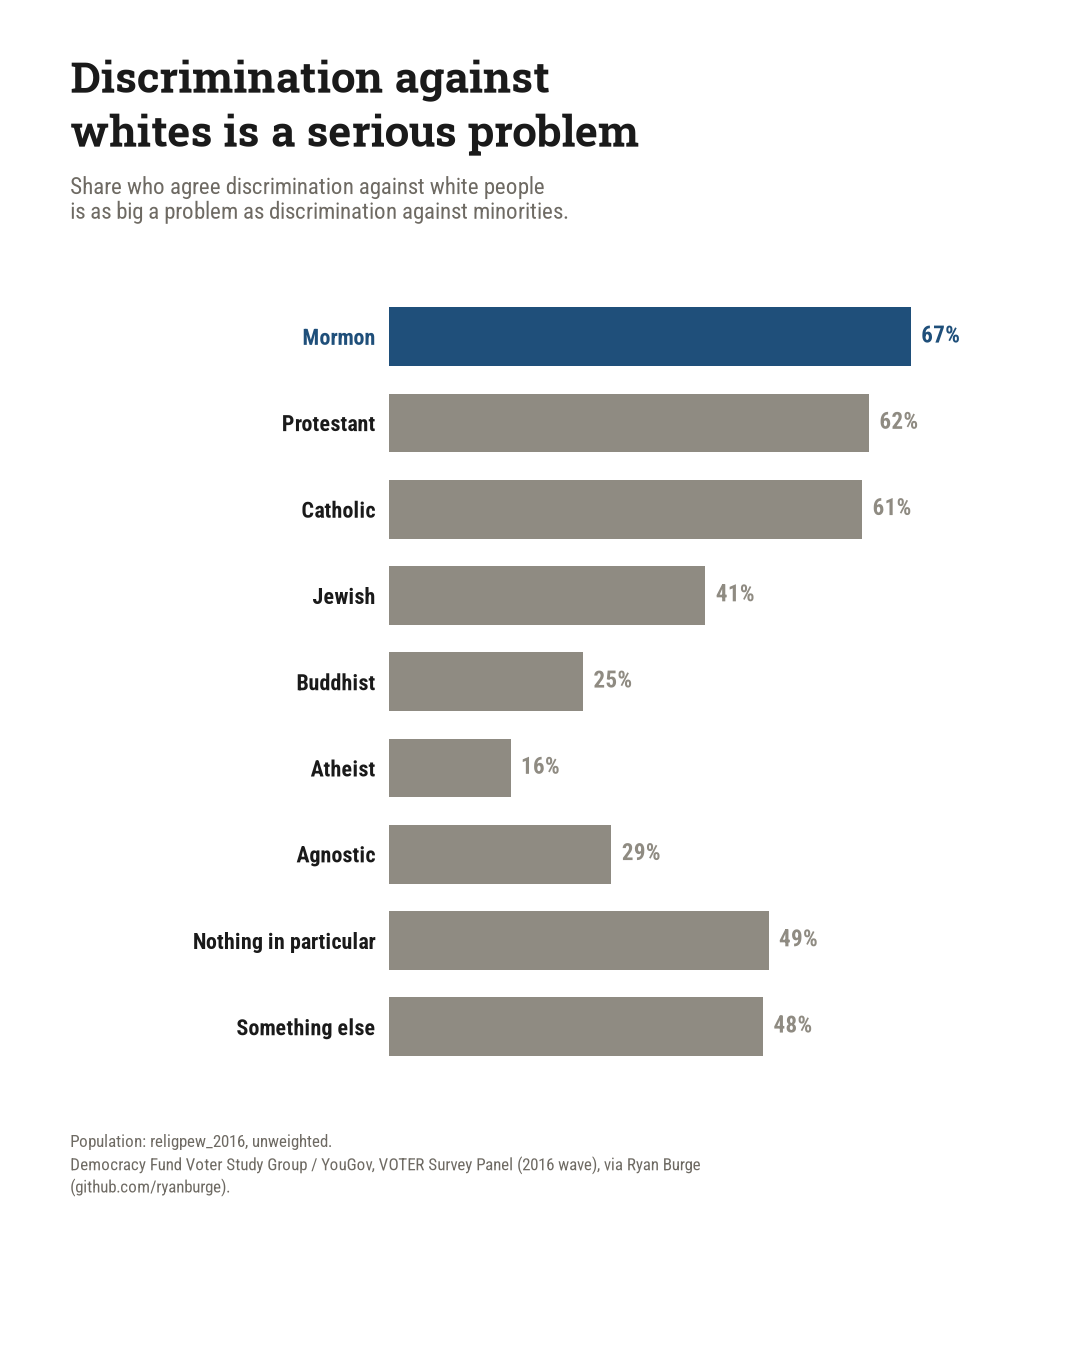 Discrimination against
whites is a serious problem
Share who agree discrimination against white people
is as big a problem as discrimination against minorities.
Mormon 67%
Protestant 62%
Catholic 61%
Jewish 41%
Buddhist 25%
Atheist 16%
Agnostic 29%
Nothing in particular 49%
Something else 48%
Population: religpew_2016, unweighted.
Democracy Fund Voter Study Group / YouGov, VOTER Survey Panel (2016 wave), via Ryan Burge
(github.com/ryanburge).